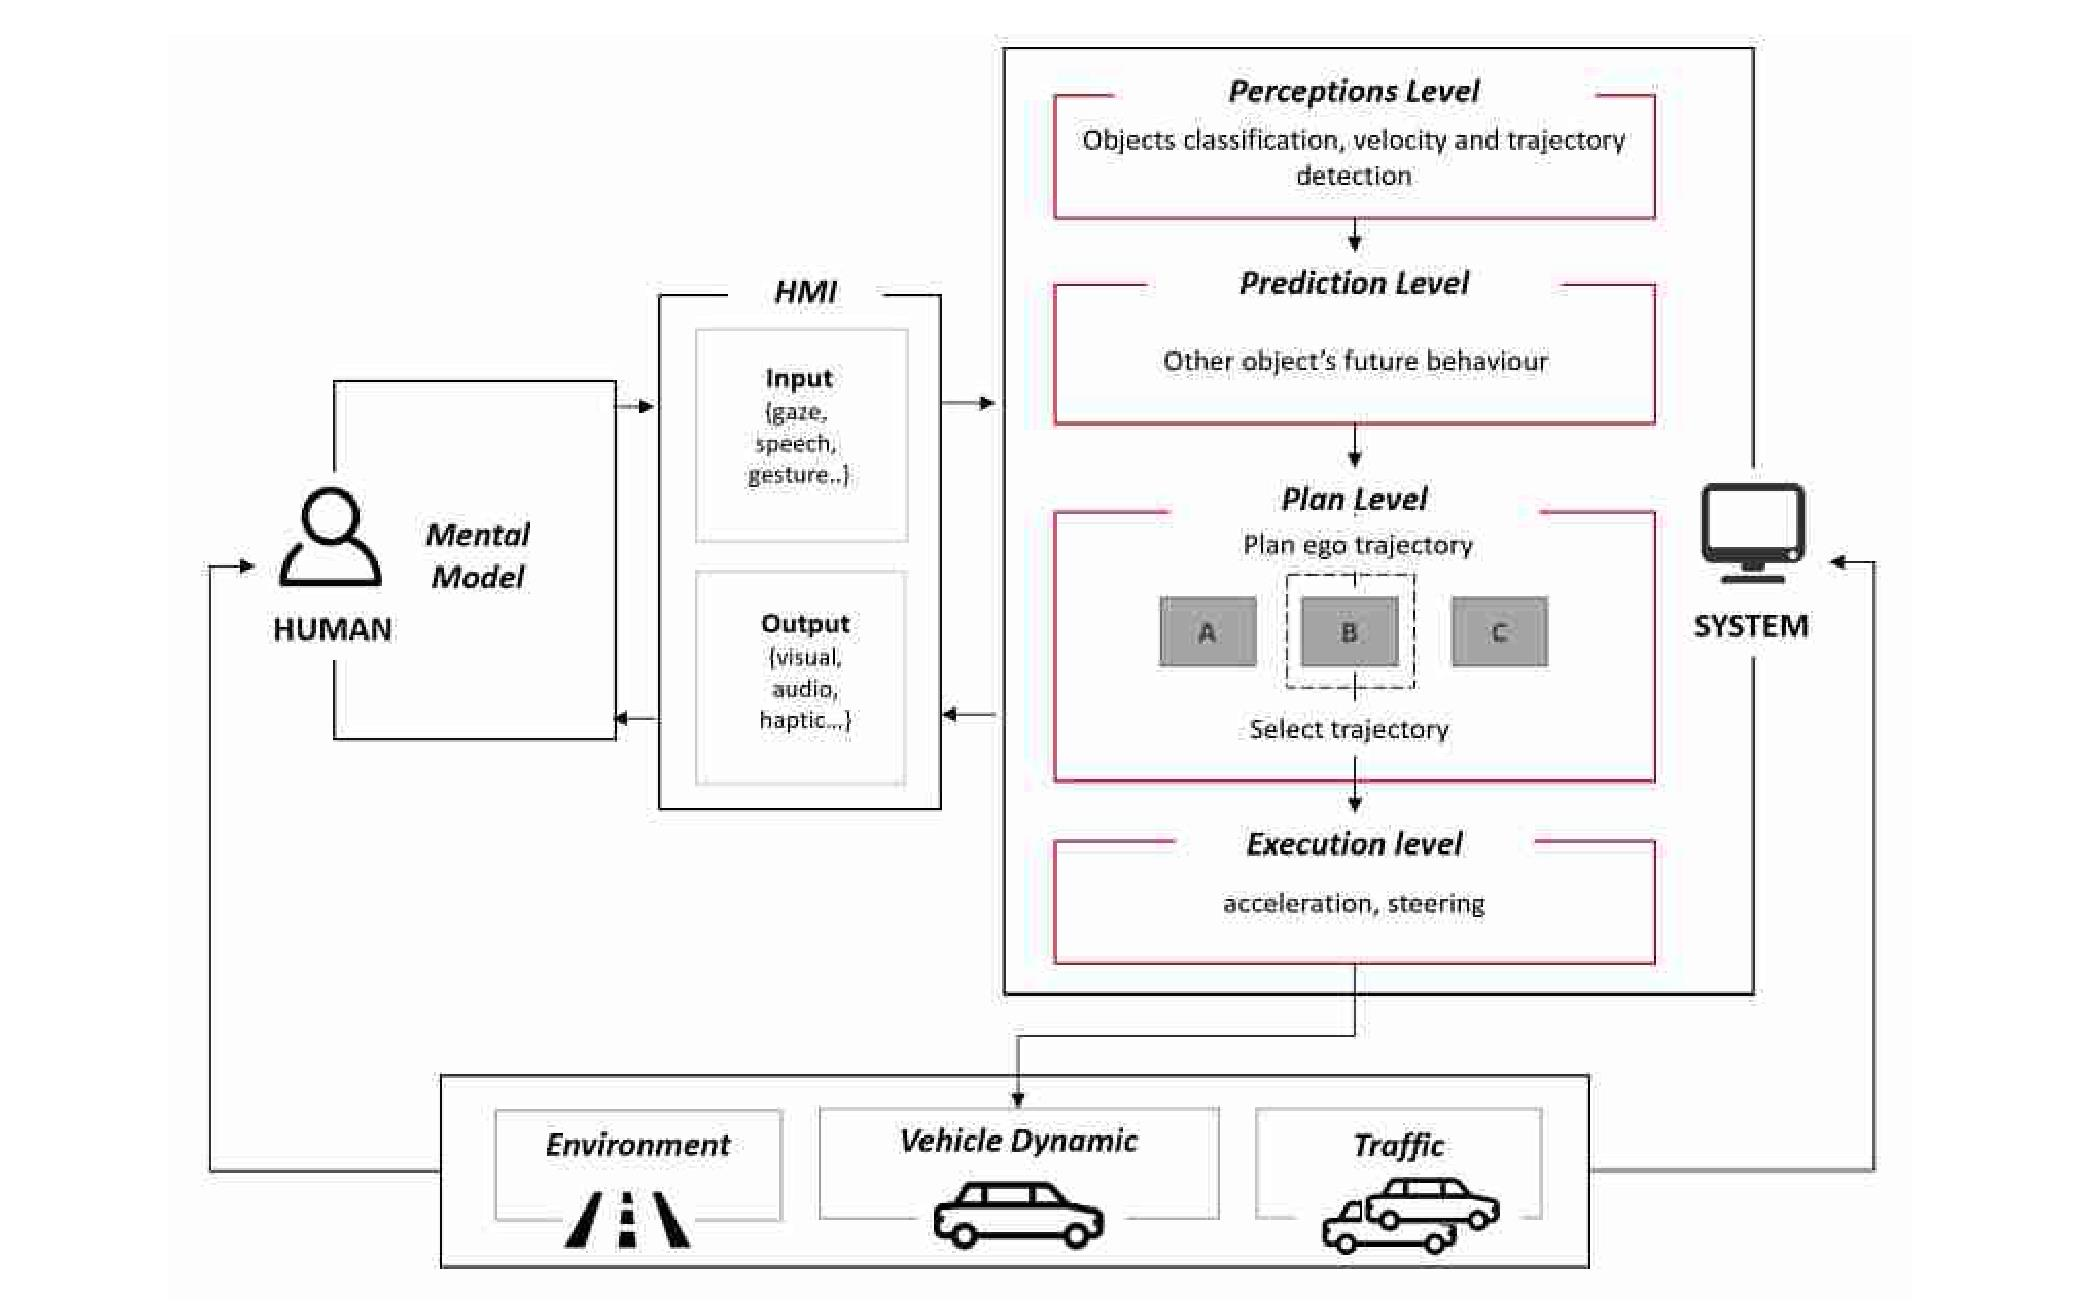 Perceptions Level
Objects classification, velocity and trajectory
detection
Prediction Level
Other object's future behaviour
Plan Level
Plan ego trajectory
A
B
C
Select trajectory
Execution level
acceleration, steering
SYSTEM
HMI
Input
{gaze,
speech,
gesture..}
Output
{visual,
audio,
haptic...}
Mental
Model
HUMAN
Environment
Vehicle Dynamic
Traffic